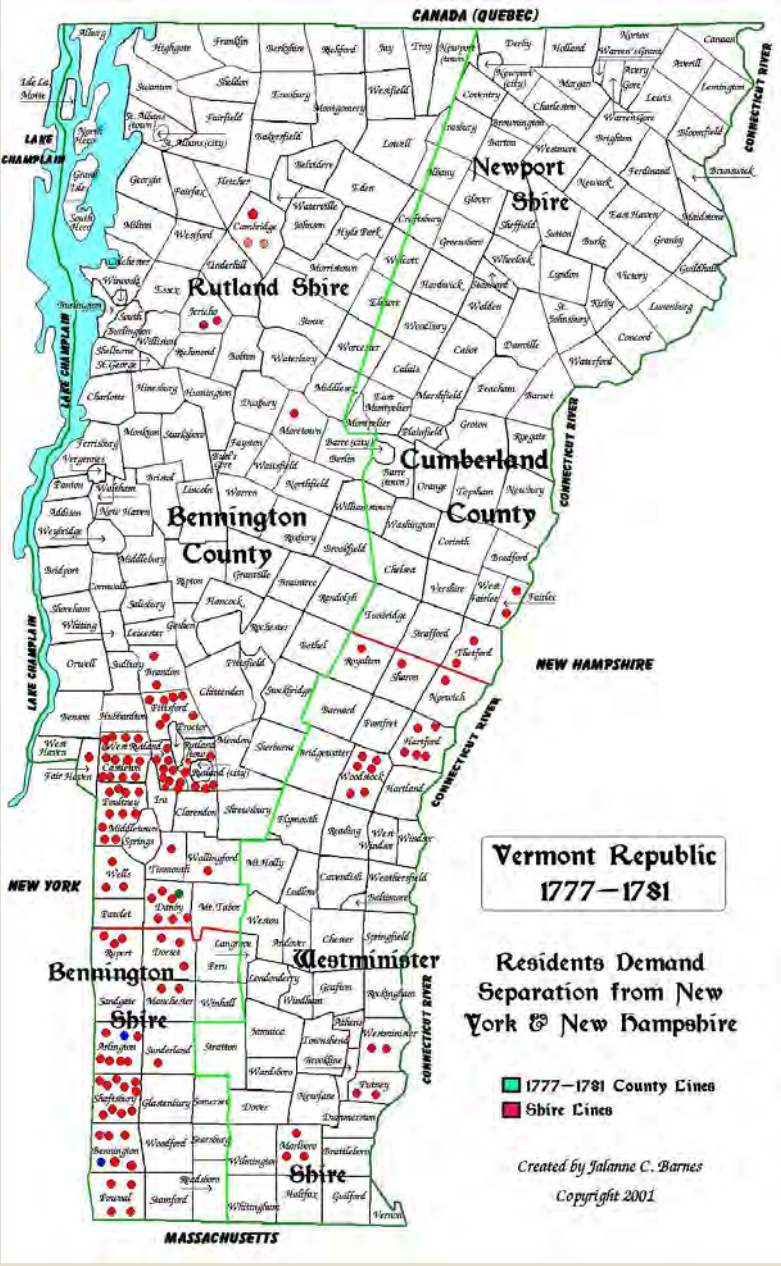 CANADA (QUEBEC)
Alburg
Highgate
Franklin
Berkshire
Richford
Jay
Troy
Newport
(town)
Derby
Holland
Norton
Warren's Grant
Canaan
Newport
(city)
Morgan
Avery
Gore
Averill
Isle La
Motte
Swanton
Sheldon
Enosburg
Montgomery
Westfield
Coventry
Charleston
Lewis
Lemington
CONNECTICUT RIVER
St. Albans
(town)
St. Albans (city)
Fairfield
Bakersfield
Lowell
Irasburg
Brownington
Warren Gore
Brighton
Bloomfield
LAKE
CHAMPLAIN
North
Hero
Barton
Westmore
Belvidere
Albany
Newport
Shire
Newark
Ferdinand
Brunswick
Grand
Isle
Georgia
Fairfax
Fletcher
Waterville
Eden
Glover
East Haven
Maidstone
South
Hero
Cambridge
Johnson
Hyde Park
Craftsbury
Greensboro
Sheffield
Sutton
Burke
Granby
Milton
Westford
Wolcott
Wheelock
Guildhall
Colchester
Underhill
Morristown
Hardwick
Stannard
Lyndon
Victory
Winooski
Essex
Rutland Shire
Elmore
Walden
St.
Johnsbury
Kirby
Lunenburg
Burlington
South
Burlington
Jericho
Stowe
Woodbury
Danville
Concord
Williston
Shelburne
St. George
Richmond
Bolton
Waterbury
Worcester
Cabot
Waterford
Calais
LAKE CHAMPLAIN
Charlotte
Hinesburg
Huntington
Duxbury
Middlesex
East
Montpelier
Marshfield
Peacham
Barnet
Moretown
Montpelier
Plainfield
Groton
Ryegate
CONNECTICUT RIVER
Ferrisburg
Monkton
Starksboro
Fayston
Barre (city)
Berlin
Vergennes
Buel's
Gore
Waitsfield
Cumberland
County
Panton
Waltham
Bristol
Lincoln
Warren
Northfield
Barre
(town)
Orange
Topsham
Newbury
Addison
New Haven
Williamstown
Weybridge
Bennington
County
Roxbury
Washington
Corinth
Bridport
Middlebury
Brookfield
Bradford
Cornwall
Ripton
Granville
Braintree
Chelsea
Shoreham
Salisbury
Hancock
Randolph
Vershire
West
Fairlee
Fairlee
Whiting
Leicester
Goshen
Rochester
Tunbridge
Strafford
Bethel
Thetford
Orwell
Sudbury
Brandon
Pittsfield
Royalton
Sharon
NEW HAMPSHIRE
LAKE CHAMPLAIN
Chittenden
Stockbridge
Norwich
Benson
Hubbardton
Pittsford
Barnard
Pomfret
Proctor
Hartford
West
Haven
West Rutland
Rutland
(town)
Mendon
Sherburne
Bridgewater
CONNECTICUT RIVER
Fair Haven
Castleton
Rutland (city)
Woodstock
Hartland
Poultney
Ira
Clarendon
Shrewsbury
Plymouth
Middletown
Springs
Reading
West
Windsor
Windsor
Tinmouth
Wallingford
Mt. Holly
Vermont Republic
1777—1781
Wells
Ludlow
Cavendish
Weathersfield
NEW YORK
Baltimore
Danby
Mt. Tabor
Pawlet
Weston
Andover
Chester
Springfield
Rupert
Dorset
Langrove
Westminister
Residents Demand
Separation from New
York & New Hampshire
Bennington
Shire
Peru
Londonderry
Grafton
Rockingham
Sandgate
Manchester
Winhall
Windham
CONNECTICUT RIVER
Arlington
Sunderland
Stratton
Jamaica
Athens
Townshend
Westminister
Brookline
Wardsboro
1777—1781 County Lines
Shire Lines
Shaftsbury
Glastenbury
Somerset
Dover
Newfane
Putney
Dummerston
Bennington
Woodford
Searsburg
Marlboro
Brattleboro
Wilmington
Shire
Created by Jalanne C. Barnes
Readsboro
Pownal
Stamford
Whitingham
Halifax
Guilford
Vernon
Copyright 2001
MASSACHUSETTS